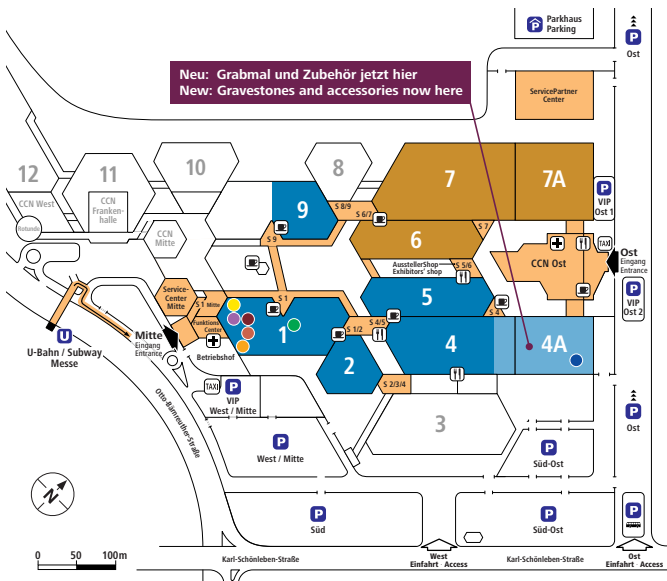 Parkhaus
Parking
P
P
Ost
Neu: Grabmal und Zubehör jetzt hier
New: Gravestones and accessories now here
ServicePartner
Center
12
11
10
8
7
7A
CCN West
CCN
Franken-
halle
9
S 8/9
S 6/7
P
VIP
Ost 1
Rotunde
CCN
Mitte
S 9
6
S 7
TAXI
CCN Ost
Ost
Eingang
Entrance
AusstellerShop
Exhibitors' shop
S 5/6
Service-
Center
Mitte
S 1 Mitte
S 1
5
S 4
P
VIP
Ost 2
Funktions-
Center
1
S 1/2
S 4/5
U
U-Bahn / Subway
Messe
Mitte
Eingang
Entrance
Betriebshof
2
4
4A
TAXI
P
VIP
West / Mitte
S 2/3/4
Otto-Bärnreuther-Straße
3
P
Ost
P
West / Mitte
P
Süd-Ost
N
P
Süd
P
Süd-Ost
P
0 50 100m
Karl-Schönleben-Straße
West
Einfahrt · Access
Karl-Schönleben-Straße
Ost
Einfahrt · Access